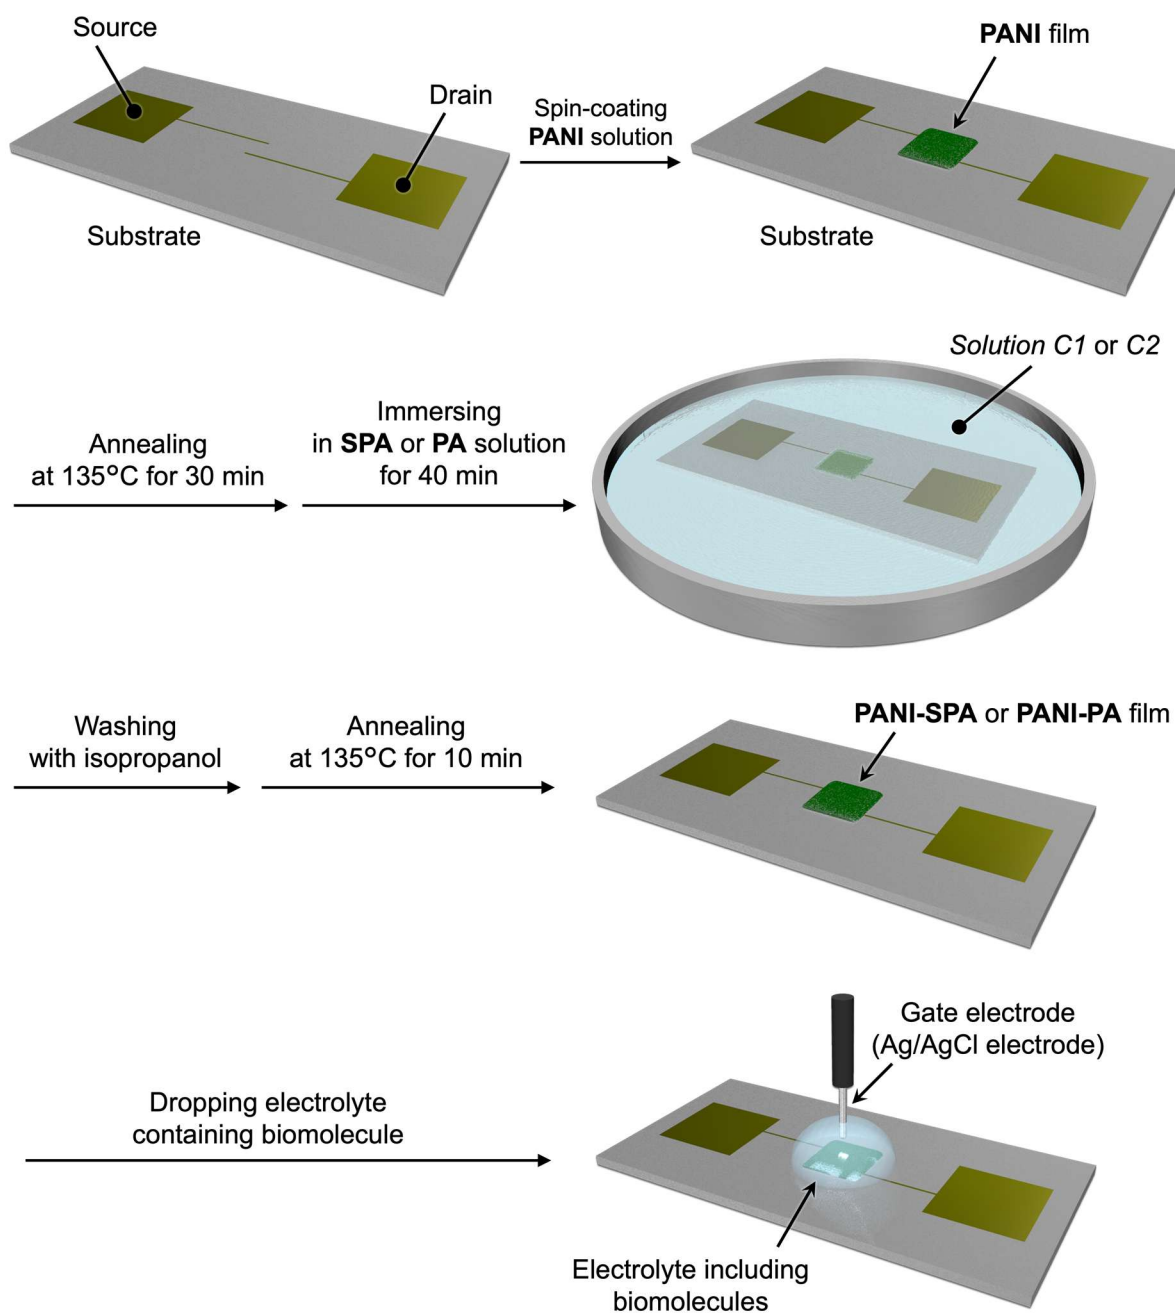 Source
Drain
Substrate
Spin-coating
PANI solution
PANI film
Substrate
Annealing
at 135°C for 30 min
Immersing
in SPA or PA solution
for 40 min
Solution C1 or C2
Washing
with isopropanol
Annealing
at 135°C for 10 min
PANI-SPA or PANI-PA film
Dropping electrolyte
containing biomolecule
Gate electrode
(Ag/AgCl electrode)
Electrolyte including
biomolecules